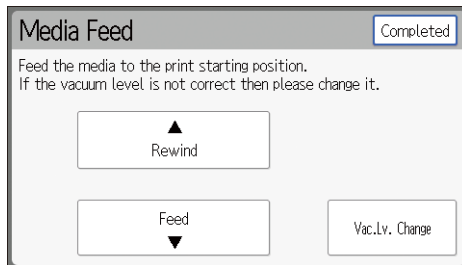 Media Feed
Completed
Feed the media to the print starting position.
If the vacuum level is not correct then please change it.
▲
Rewind
Feed
▼
Vac.Lv. Change